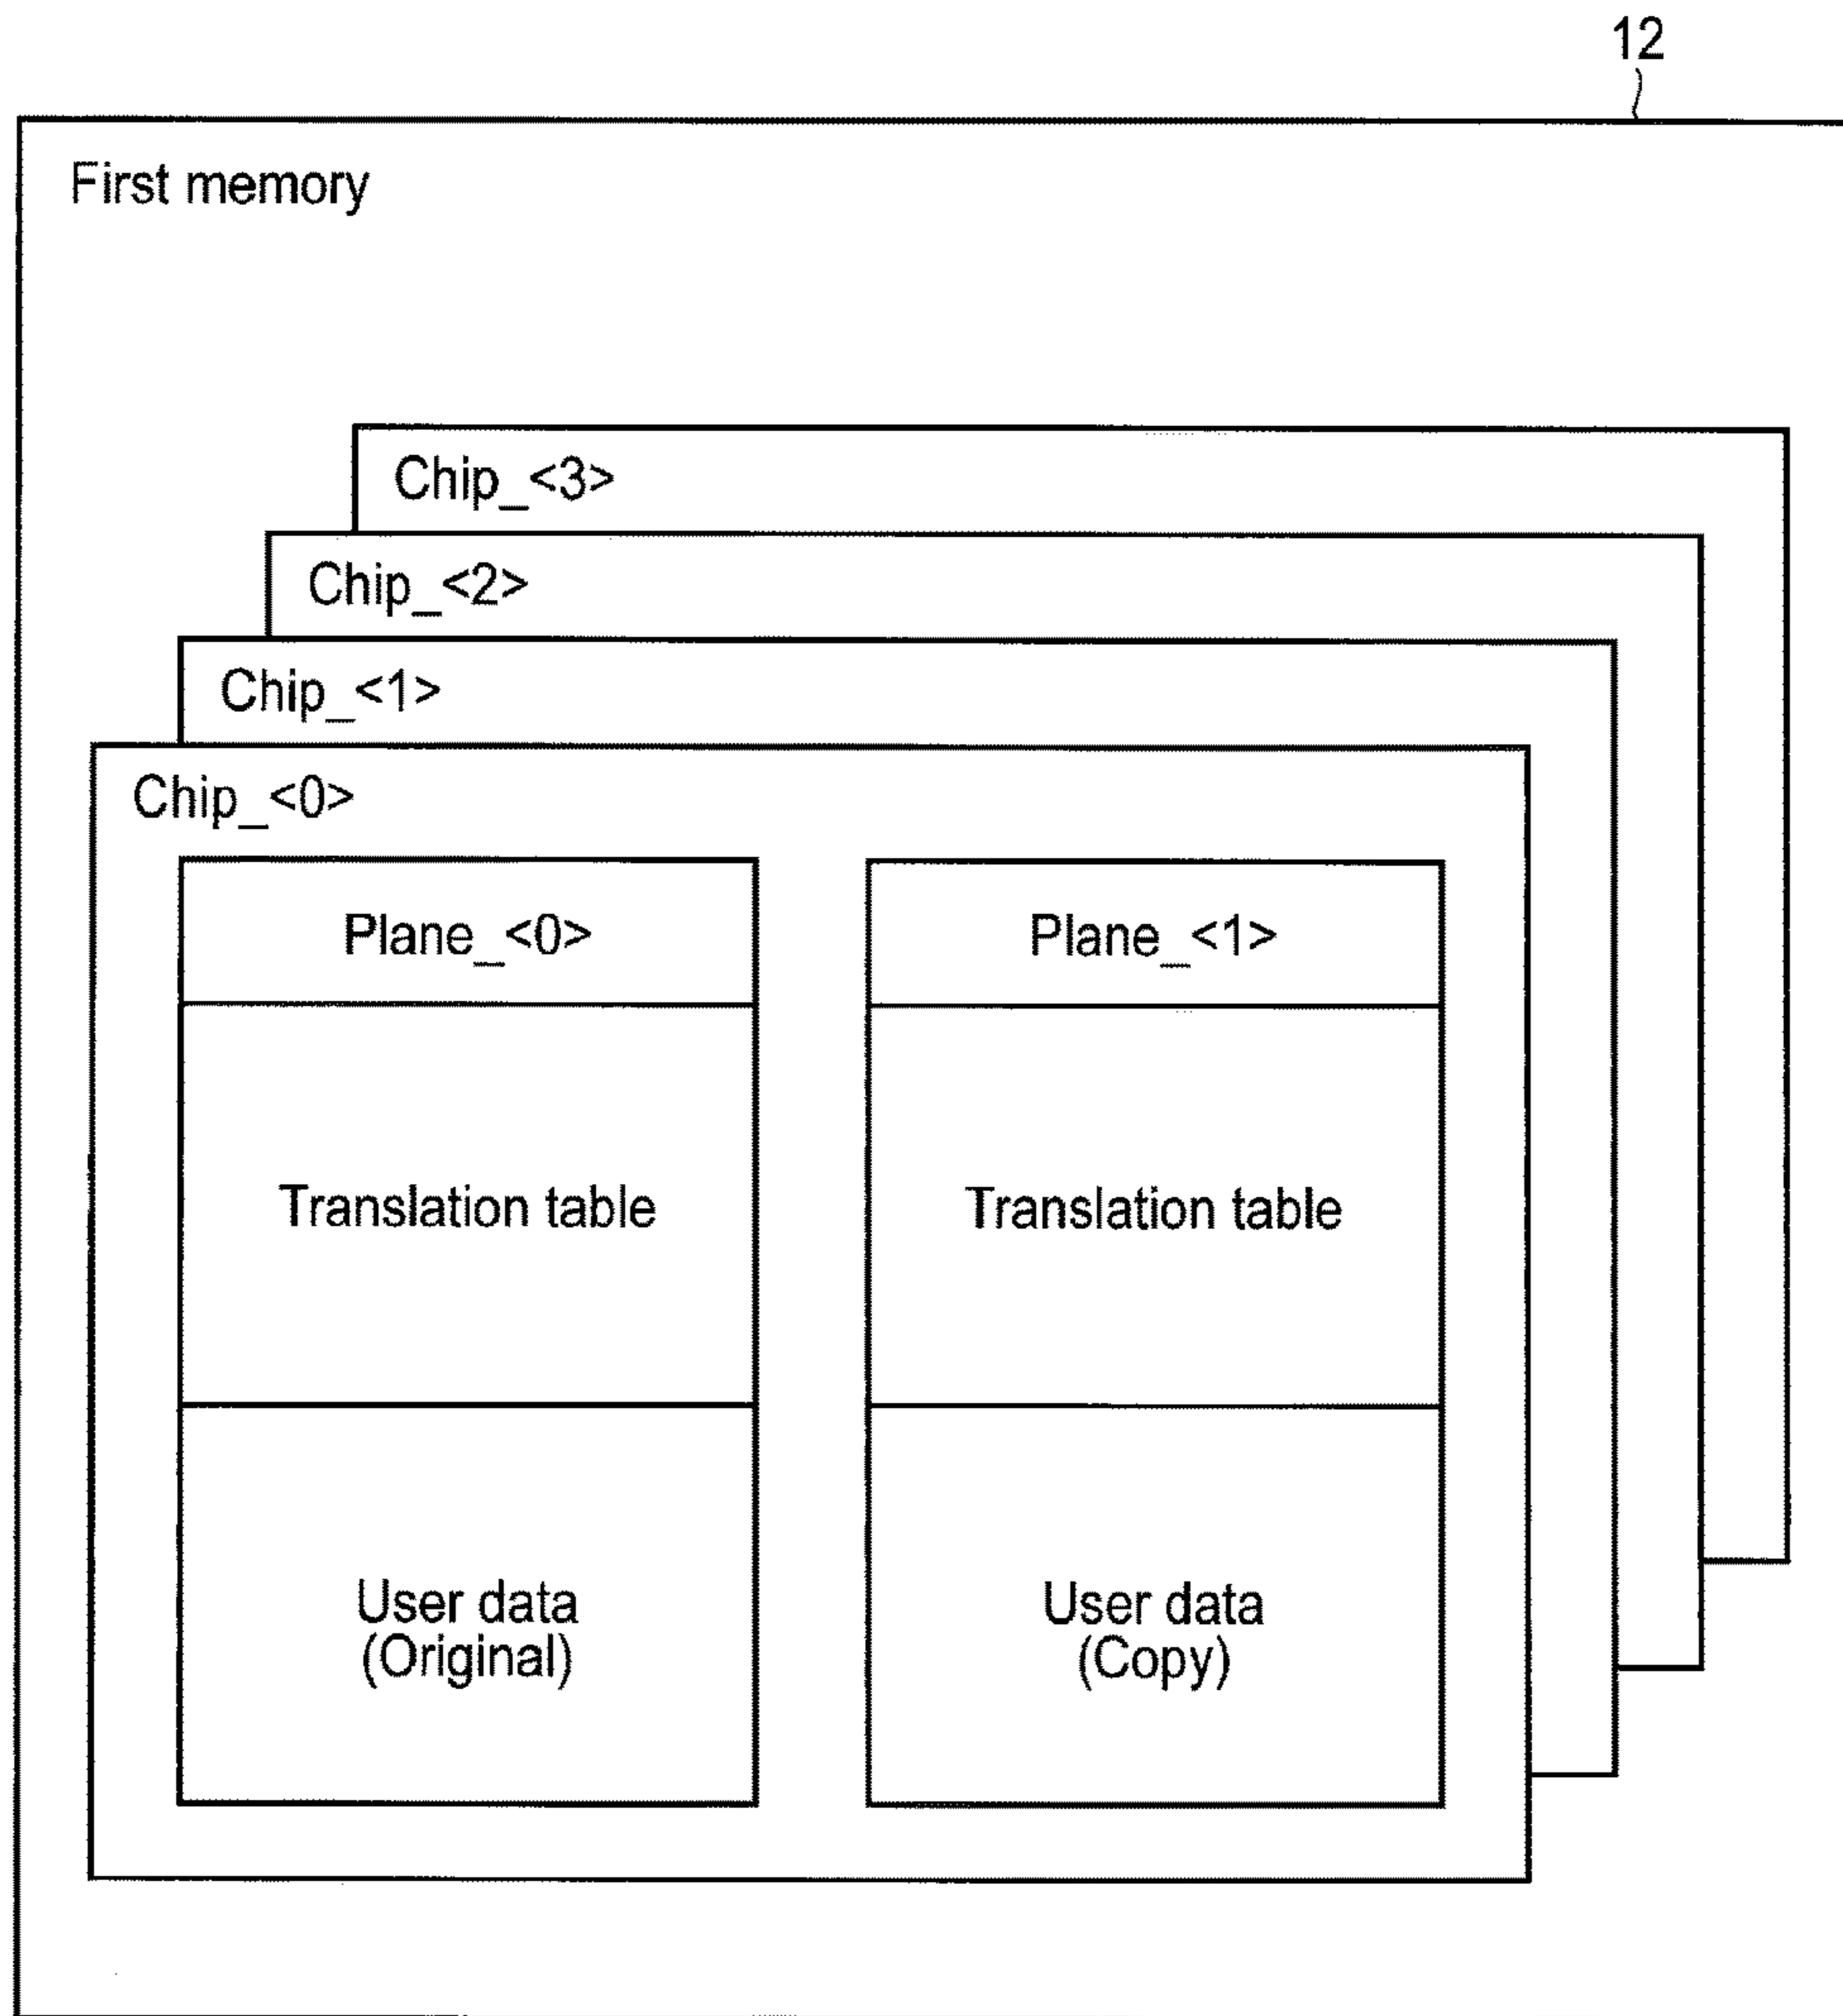 12
First memory
Chip_<3>
Chip_<2>
Chip_<1>
Chip_<0>
Plane_<0>
Plane_<1>
Translation table
Translation table
User data
(Original)
User data
(Copy)